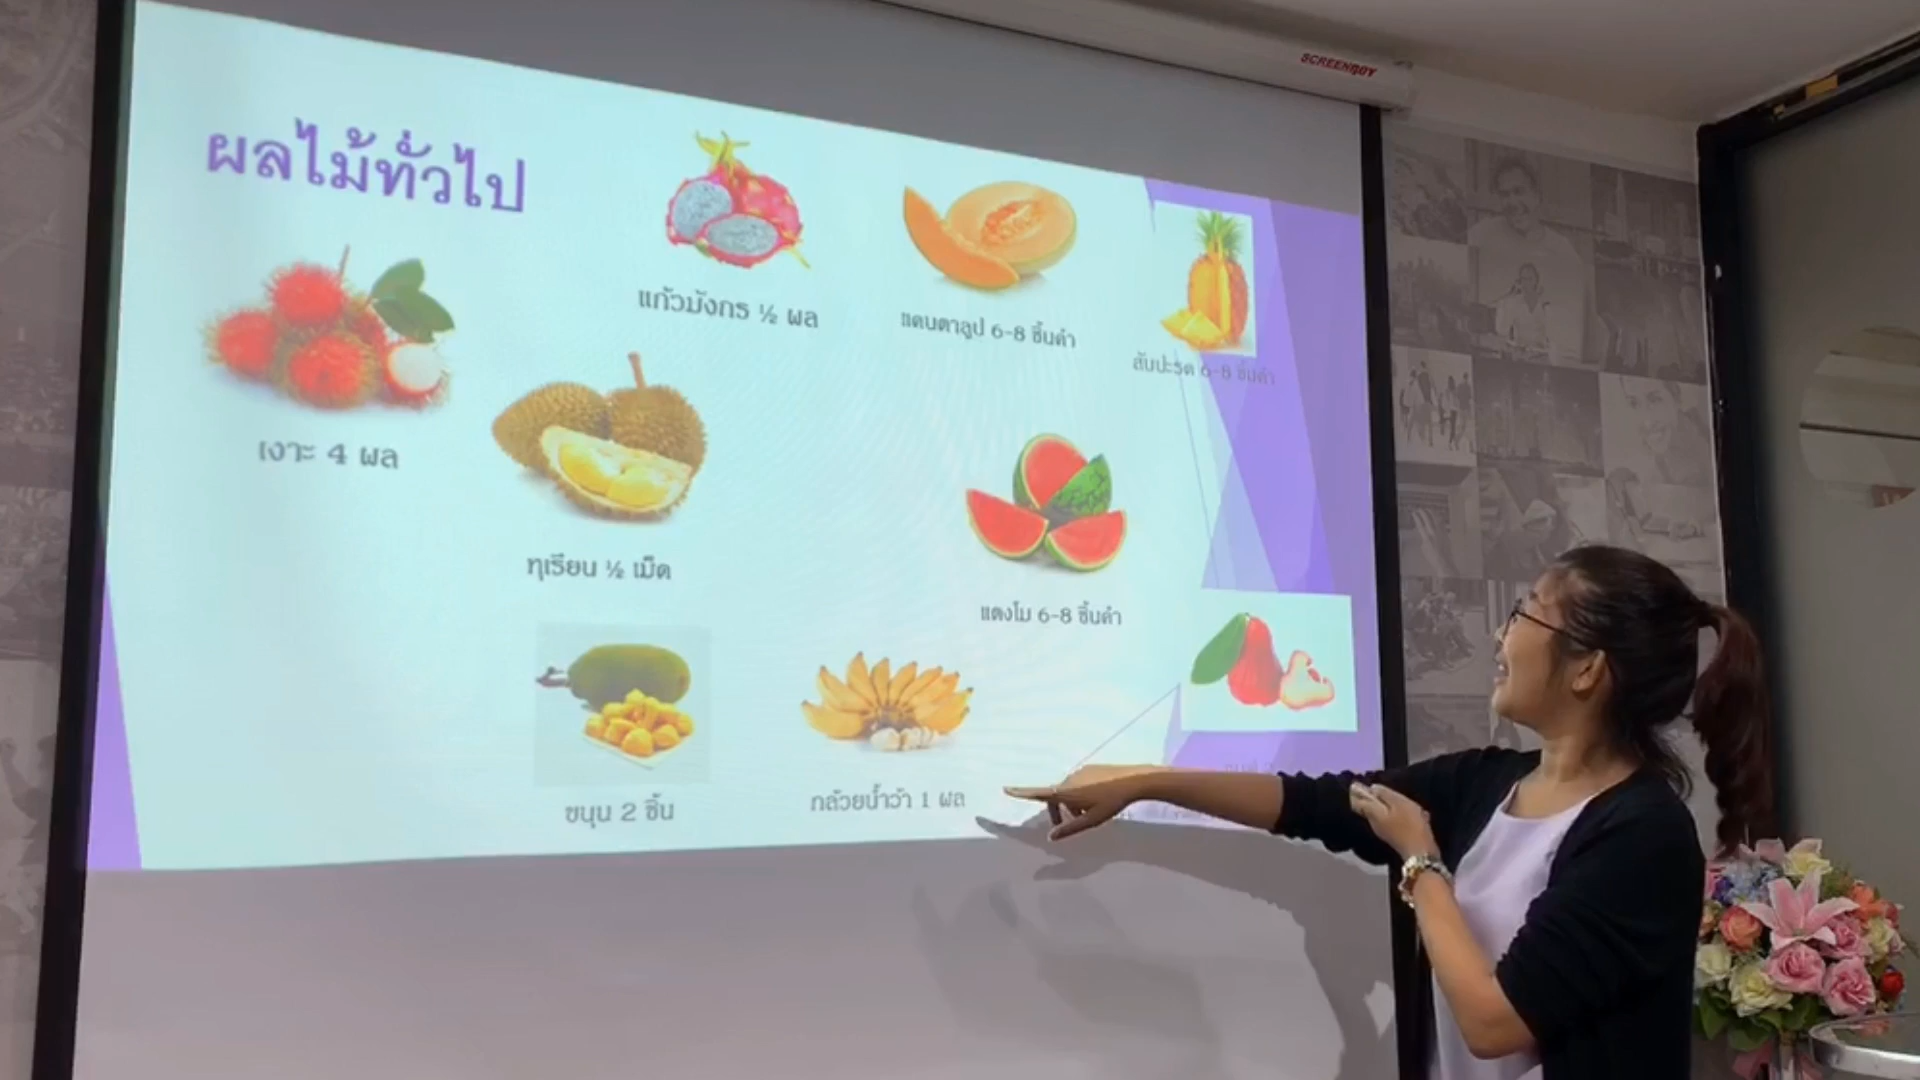 SCREENBOY
ผลไม้ทั่วไป
แก้วมังกร ½ ผล
แคนตาลูป 6-8 ชิ้นคำ
สับปะรด 6-8 ชิ้นคำ
เงาะ 4 ผล
ทุเรียน ½ เม็ด
แตงโม 6-8 ชิ้นคำ
ขนุน 2 ชิ้น
กล้วยน้ำว้า 1 ผล